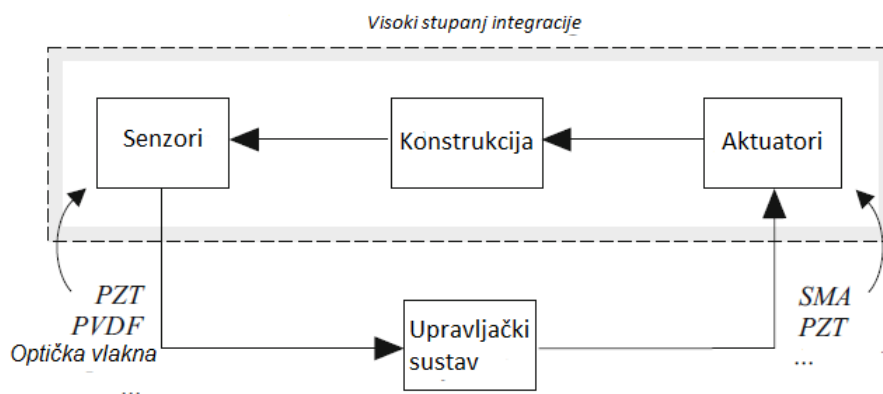 Visoki stupanj integracije
Senzori
Konstrukcija
Aktuatori
PZT
PVDF
Optička vlakna
...
Upravljački
sustav
SMA
PZT
...